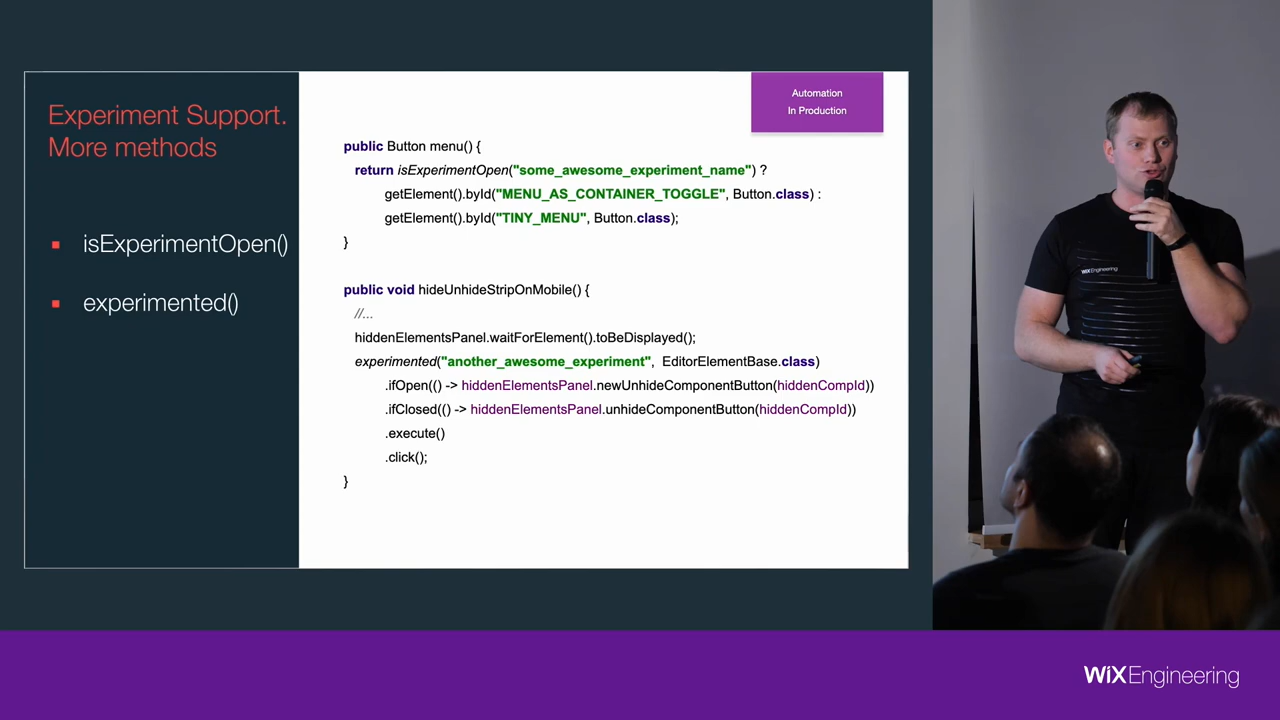 Experiment Support.
More methods
▪ isExperimentOpen()
▪ experimented()
Automation
In Production
public Button menu() {
return isExperimentOpen("some_awesome_experiment_name") ?
getElement().byId("MENU_AS_CONTAINER_TOGGLE", Button.class) :
getElement().byId("TINY_MENU", Button.class);
}
public void hideUnhideStripOnMobile() {
//...
hiddenElementsPanel.waitForElement().toBeDisplayed();
experimented("another_awesome_experiment", EditorElementBase.class)
.ifOpen(() -> hiddenElementsPanel.newUnhideComponentButton(hiddenCompId))
.ifClosed(() -> hiddenElementsPanel.unhideComponentButton(hiddenCompId))
.execute()
.click();
}
WiXEngineering
WiXEngineering